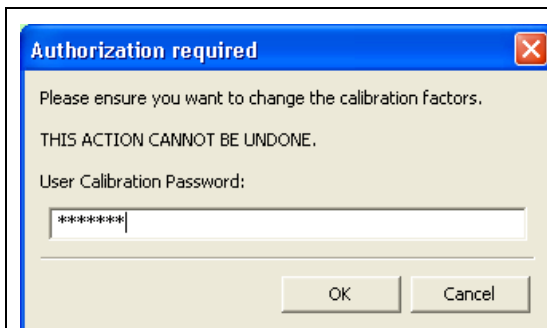 Authorization required
Please ensure you want to change the calibration factors.
THIS ACTION CANNOT BE UNDONE.
User Calibration Password:
*******
OK Cancel